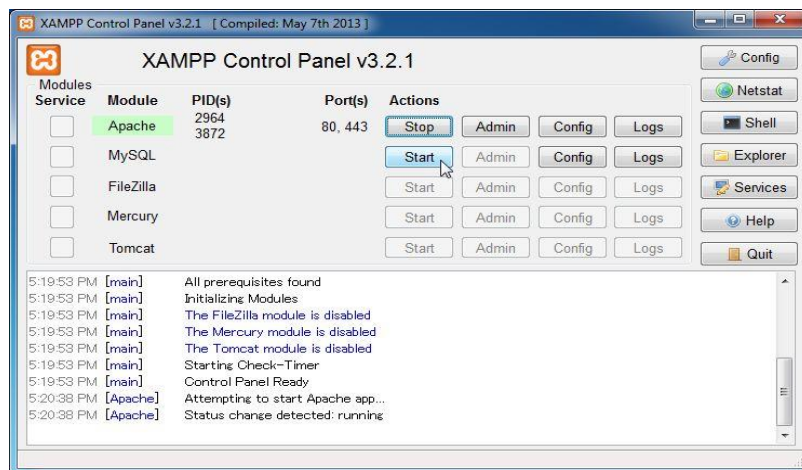 XAMPP Control Panel v3.2.1 [ Compiled: May 7th 2013 ]
XAMPP Control Panel v3.2.1
Config
Modules
Service Module PID(s) Port(s) Actions
Netstat
Apache 2964 3872 80, 443 Stop Admin Config Logs
Shell
MySQL Start Admin Config Logs
Explorer
FileZilla Start Admin Config Logs
Services
Mercury Start Admin Config Logs
Help
Tomcat Start Admin Config Logs
Quit
5:19:53 PM [main] All prerequisites found
5:19:53 PM [main] Initializing Modules
5:19:53 PM [main] The FileZilla module is disabled
5:19:53 PM [main] The Mercury module is disabled
5:19:53 PM [main] The Tomcat module is disabled
5:19:53 PM [main] Starting Check-Timer
5:19:53 PM [main] Control Panel Ready
5:20:38 PM [Apache] Attempting to start Apache app...
5:20:38 PM [Apache] Status change detected: running